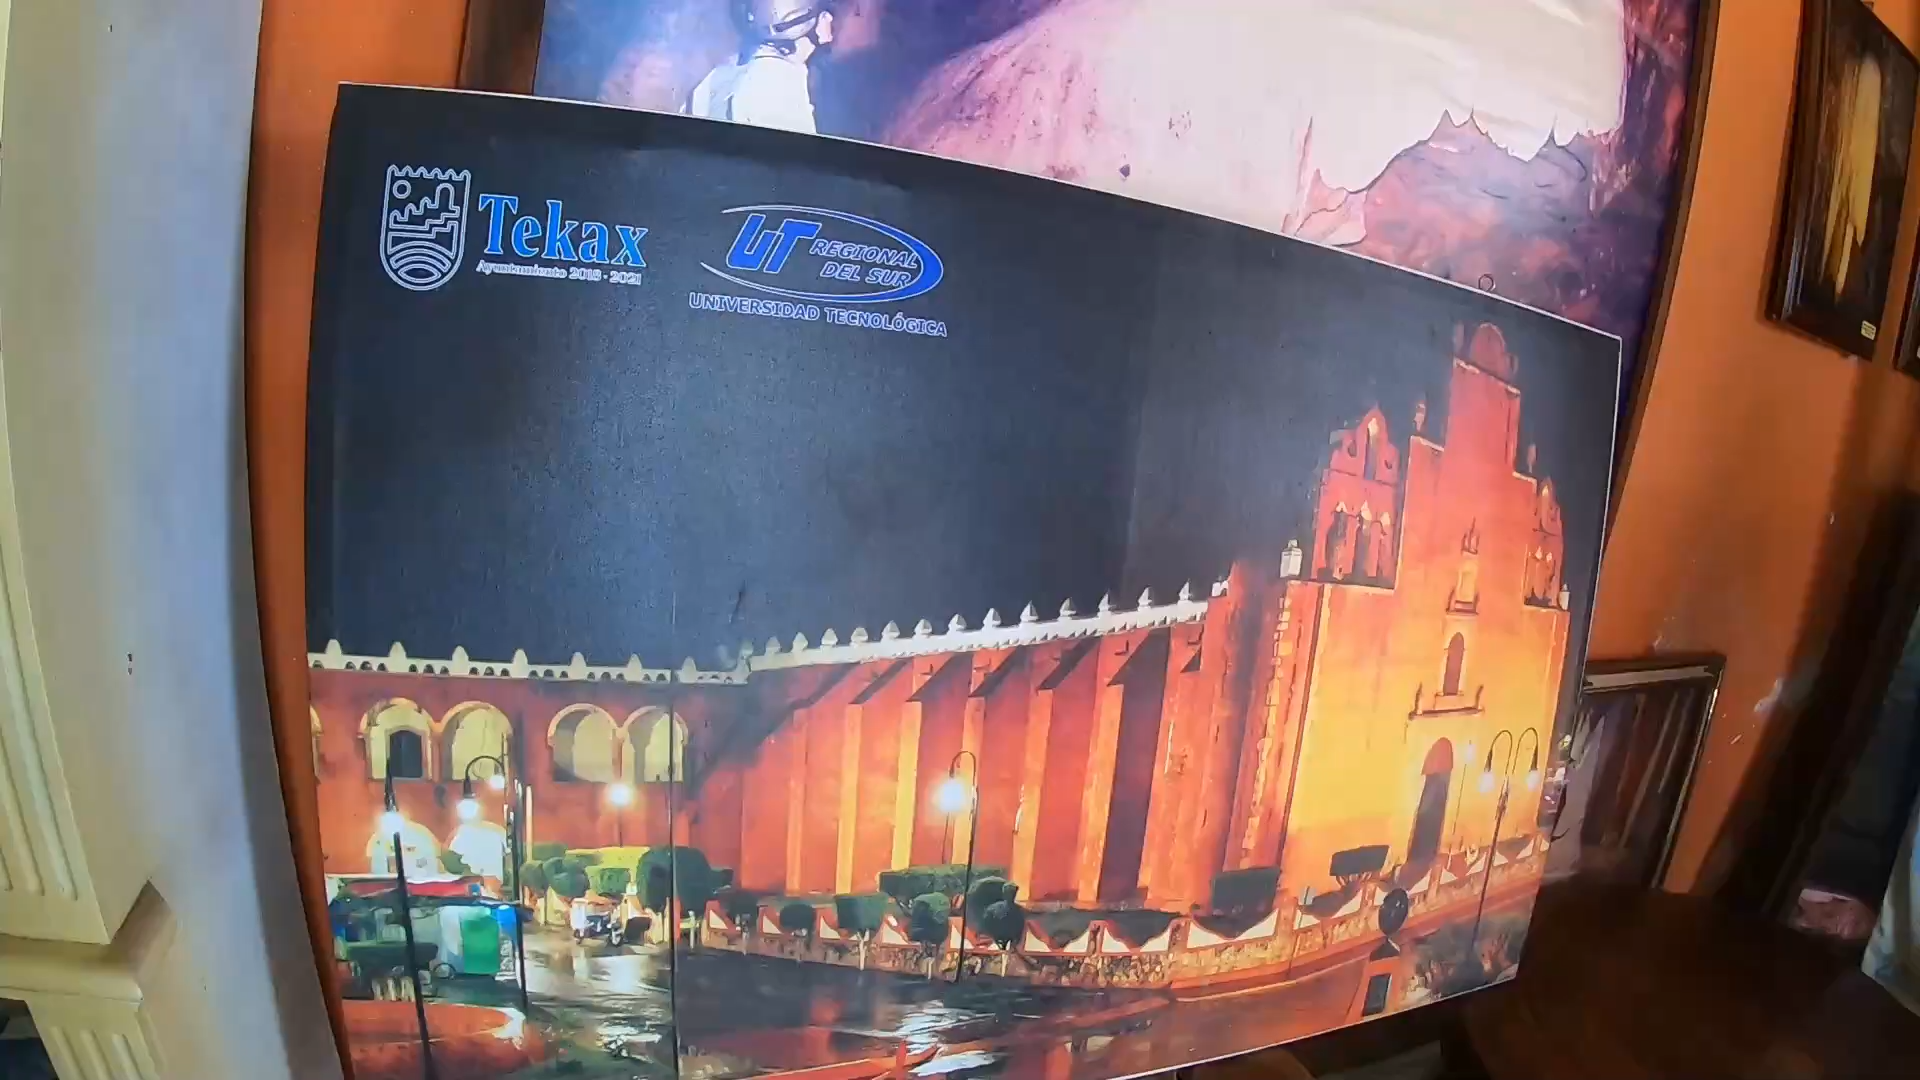 Tekax
Ayuntamiento 2018 - 2021
UT REGIONAL
DEL SUR
UNIVERSIDAD TECNOLÓGICA